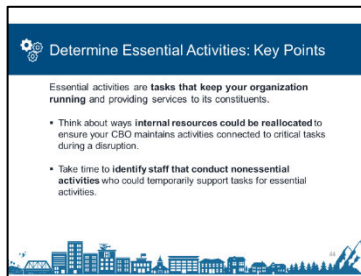 Determine Essential Activities: Key Points
Essential activities are tasks that keep your organization
running and providing services to its constituents.
▪ Think about ways internal resources could be reallocated to
ensure your CBO maintains activities connected to critical tasks
during a disruption.
▪ Take time to identify staff that conduct nonessential
activities who could temporarily support tasks for essential
activities.
44